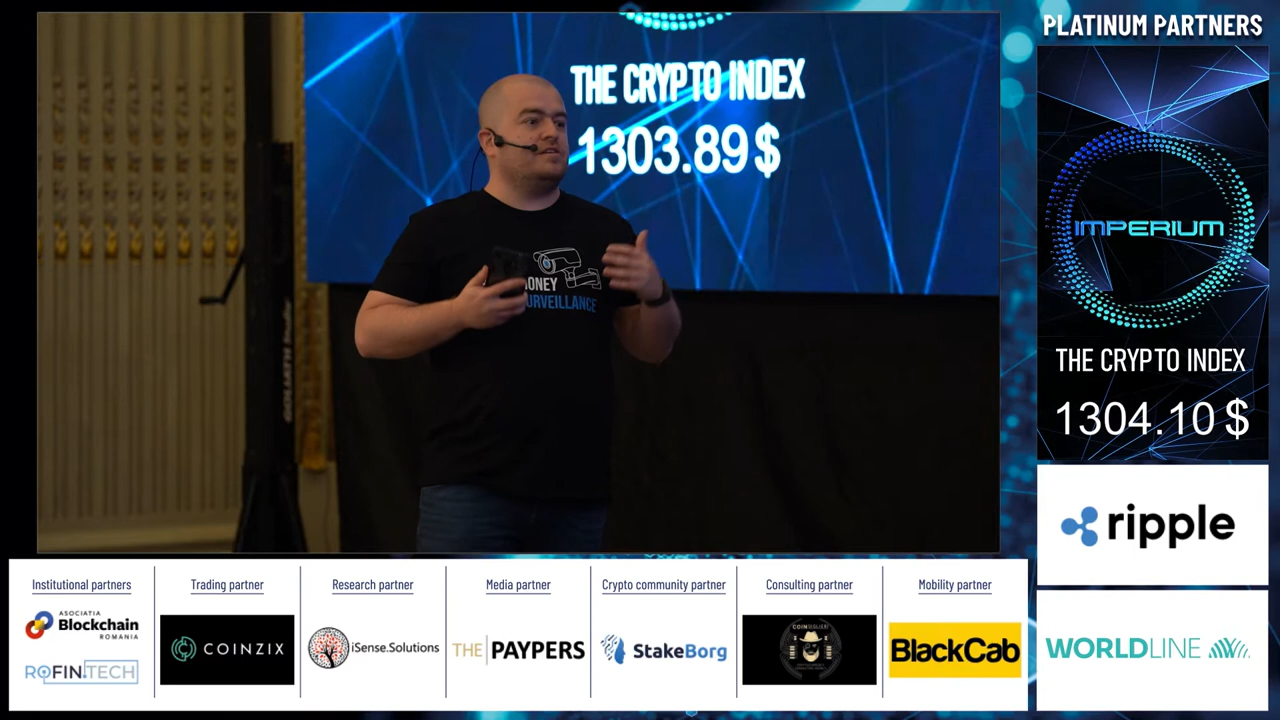 THE CRYPTO INDEX
1303.89 $
ONEY
URVEILLANCE
PLATINUM PARTNERS
IMPERIUM
THE CRYPTO INDEX
1304.10 $
ripple
WORLDLINE
Institutional partners
ASOCIATIA
Blockchain
ROMANIA
ROFIN.TECH
Trading partner
COINZIX
Research partner
iSense.Solutions
Media partner
THE PAYPERS
Crypto community partner
StakeBorg
Consulting partner
Mobility partner
BlackCab